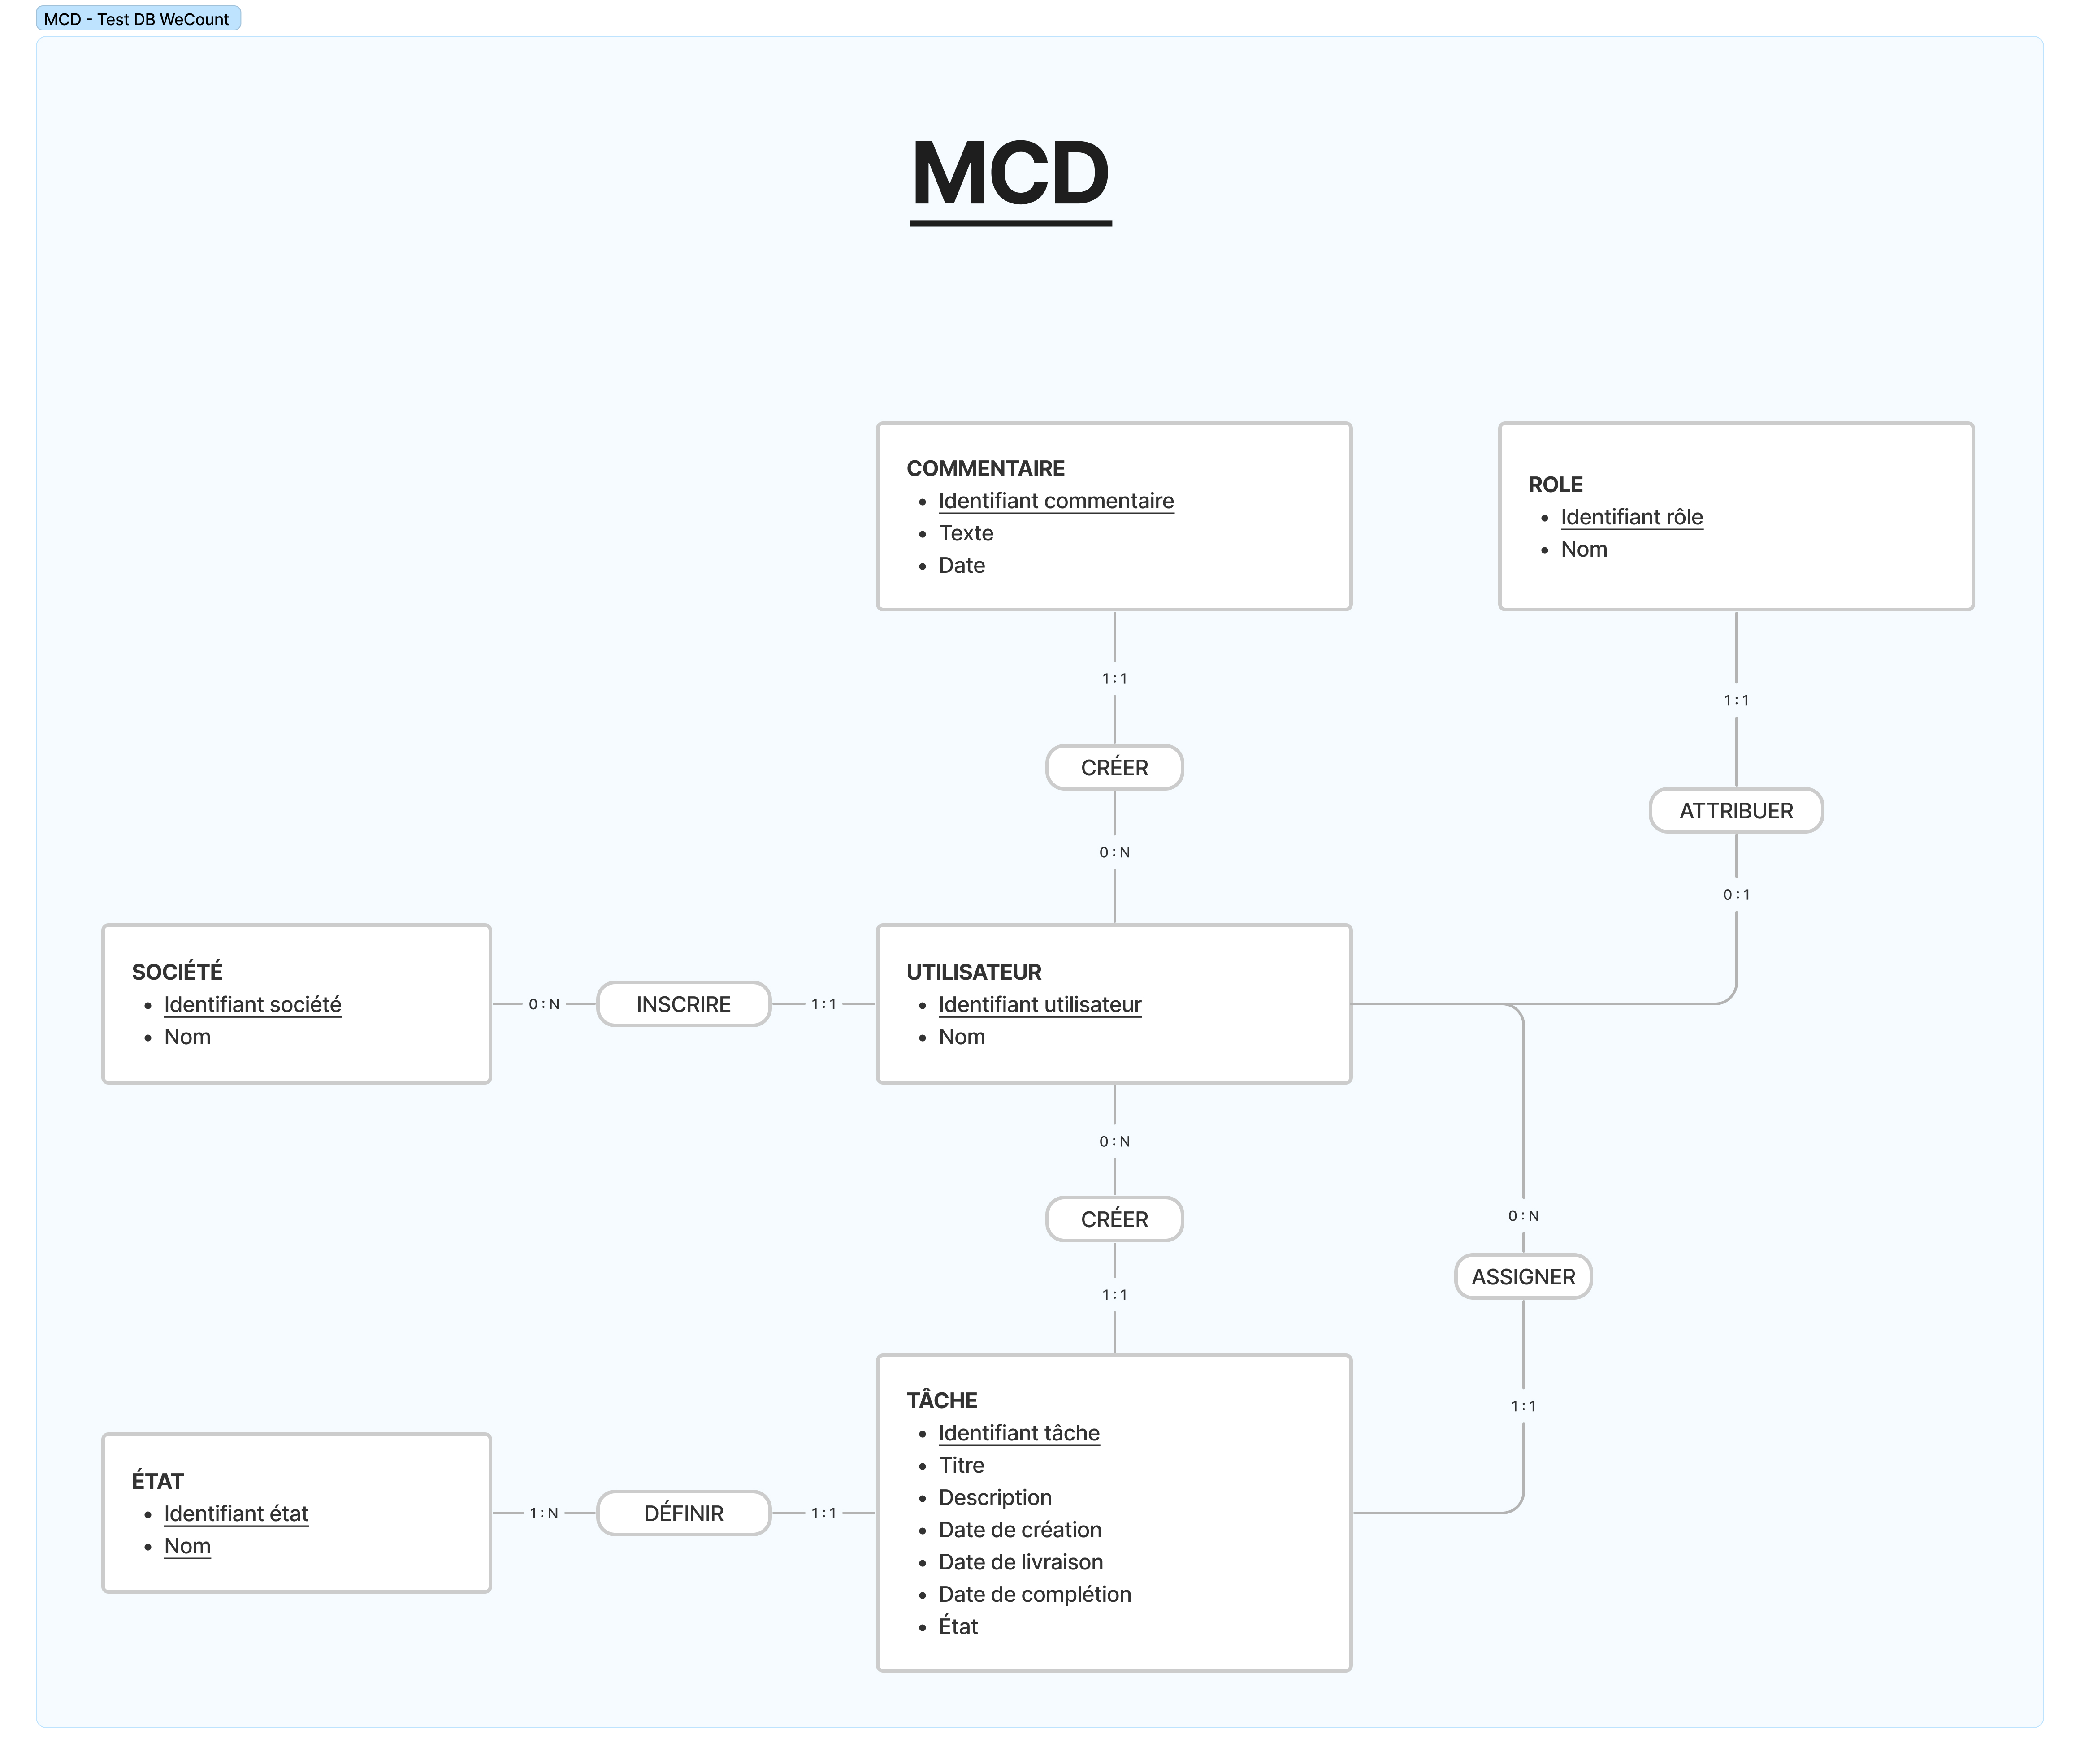 MCD - Test DB WeCount
MCD
COMMENTAIRE
Identifiant commentaire
Texte
Date
ROLE
Identifiant rôle
Nom
1 : 1
1 : 1
CRÉER
ATTRIBUER
0 : N
0 : 1
SOCIÉTÉ
Identifiant société
Nom
0 : N
INSCRIRE
1 : 1
UTILISATEUR
Identifiant utilisateur
Nom
0 : N
CRÉER
0 : N
ASSIGNER
1 : 1
1 : 1
ÉTAT
Identifiant état
Nom
1 : N
DÉFINIR
1 : 1
TÂCHE
Identifiant tâche
Titre
Description
Date de création
Date de livraison
Date de complétion
État